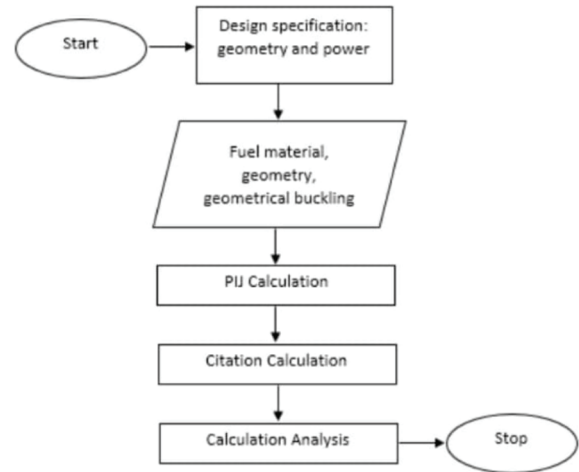 Start
Design specification:
geometry and power
Fuel material,
geometry,
geometrical buckling
PIJ Calculation
Citation Calculation
Calculation Analysis
Stop